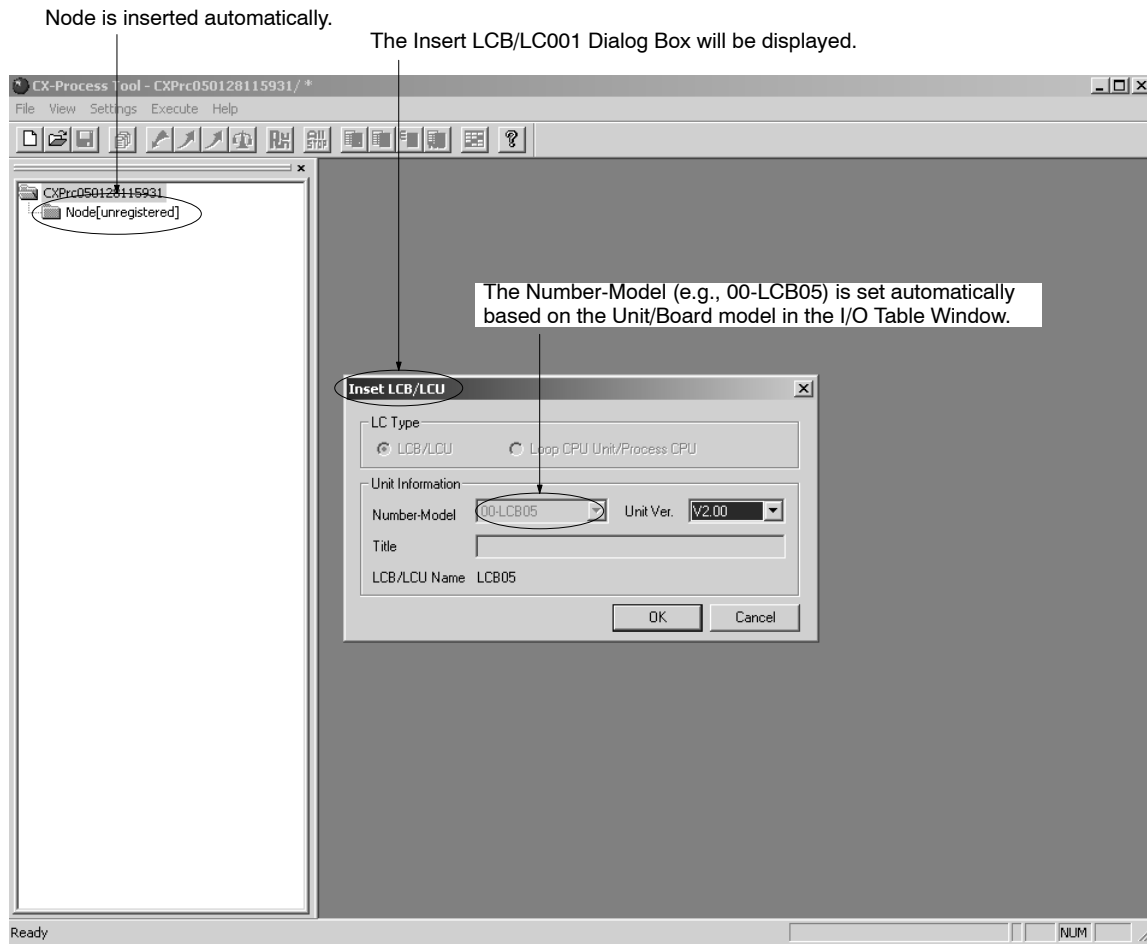 Node is inserted automatically.
The Insert LCB/LC001 Dialog Box will be displayed.
CX-Process Tool - CXPrc050128115931/ *
File View Settings Execute Help
All STOP
CXPrc050128115931
Node[unregistered]
The Number-Model (e.g., 00-LCB05) is set automatically
based on the Unit/Board model in the I/O Table Window.
Inset LCB/LCU
LC Type
LCB/LCU Loop CPU Unit/Process CPU
Unit Information
Number-Model 00-LCB05 Unit Ver. V2.00
Title
LCB/LCU Name LCB05
OK Cancel
Ready NUM